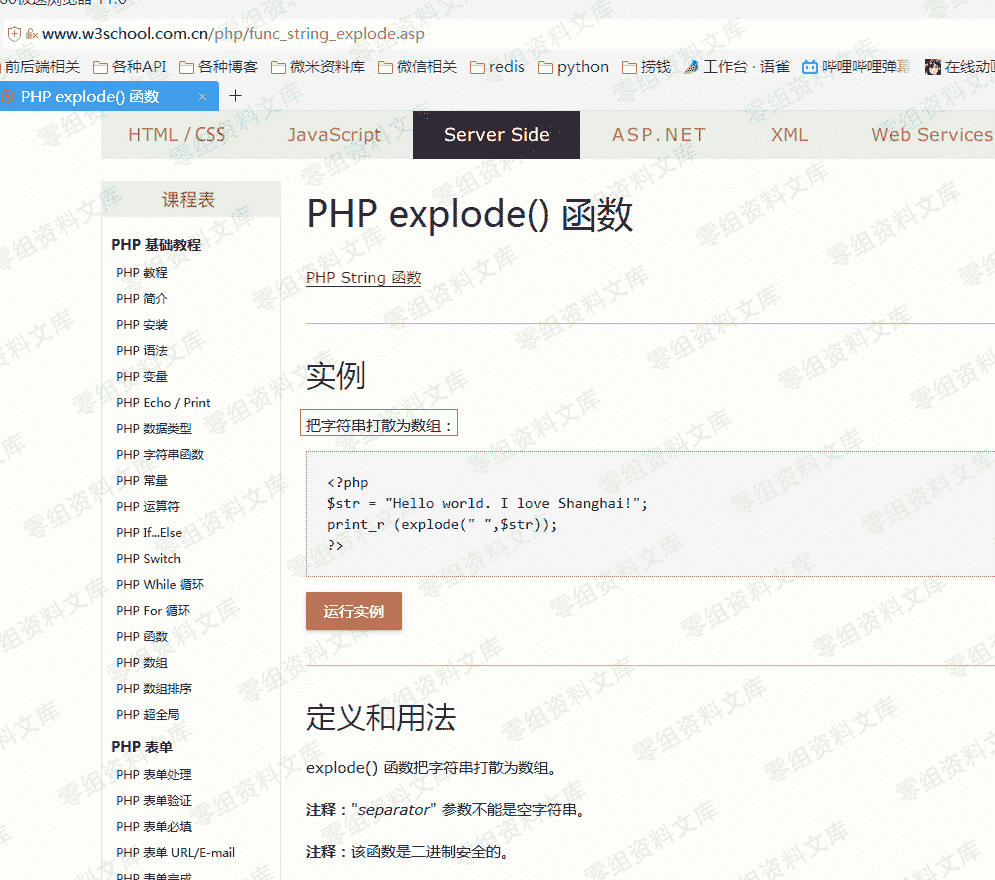 www.w3school.com.cn/php/func_string_explode.asp
前后端相关 各种API 各种博客 微米资料库 微信相关 redis python 捞钱 工作台 · 语雀 哔哩哔哩弹幕 在线动
PHP explode() 函数 × +
HTML / CSS JavaScript Server Side ASP.NET XML Web Services
课程表
PHP 基础教程
PHP 教程
PHP 简介
PHP 安装
PHP 语法
PHP 变量
PHP Echo / Print
PHP 数据类型
PHP 字符串函数
PHP 常量
PHP 运算符
PHP If...Else
PHP Switch
PHP While 循环
PHP For 循环
PHP 函数
PHP 数组
PHP 数组排序
PHP 超全局
PHP 表单
PHP 表单处理
PHP 表单验证
PHP 表单必填
PHP 表单 URL/E-mail
PHP 表单完成
PHP explode() 函数
PHP String 函数
实例
把字符串打散为数组：
<?php
$str = "Hello world. I love Shanghai!";
print_r (explode(" ",$str));
?>
运行实例
定义和用法
explode() 函数把字符串打散为数组。
注释："separator" 参数不能是空字符串。
注释：该函数是二进制安全的。
零组资料文库